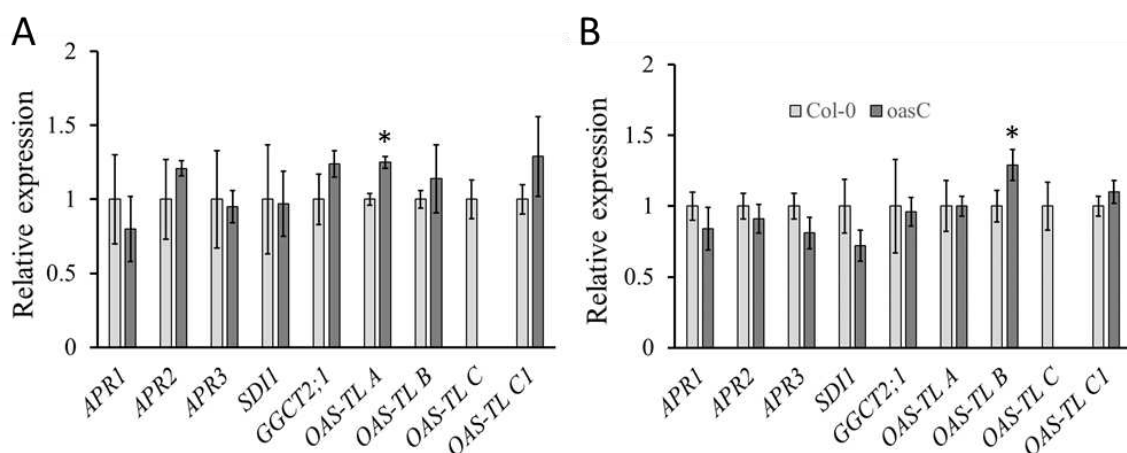 A
Relative expression
2
1.5
1
0.5
0
*
APR1
APR2
APR3
SDI1
GGCT2;1
OAS-TL A
OAS-TL B
OAS-TL C
OAS-TL C1
B
Relative expression
2
1.5
1
0.5
0
Col-0
oasC
*
APR1
APR2
APR3
SDI1
GGCT2;1
OAS-TL A
OAS-TL B
OAS-TL C
OAS-TL C1